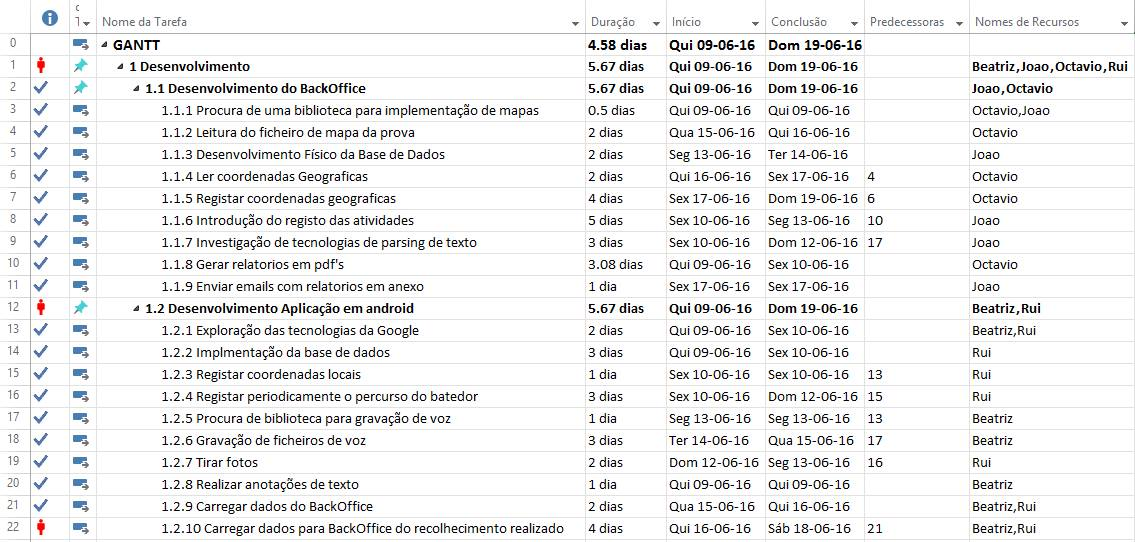 c
T Nome da Tarefa Duração Início Conclusão Predecessoras Nomes de Recursos
0 GANTT 4.58 dias Qui 09-06-16 Dom 19-06-16
1 1 Desenvolvimento 5.67 dias Qui 09-06-16 Dom 19-06-16 Beatriz,Joao,Octavio,Rui
2 1.1 Desenvolvimento do BackOffice 5.67 dias Qui 09-06-16 Dom 19-06-16 Joao,Octavio
3 1.1.1 Procura de uma biblioteca para implementação de mapas 0.5 dias Qui 09-06-16 Qui 09-06-16 Octavio,Joao
4 1.1.2 Leitura do ficheiro de mapa da prova 2 dias Qua 15-06-16 Qui 16-06-16 Octavio
5 1.1.3 Desenvolvimento Físico da Base de Dados 2 dias Seg 13-06-16 Ter 14-06-16 Joao
6 1.1.4 Ler coordenadas Geograficas 2 dias Qui 16-06-16 Sex 17-06-16 4 Octavio
7 1.1.5 Registar coordenadas geograficas 4 dias Sex 17-06-16 Dom 19-06-16 6 Octavio
8 1.1.6 Introdução do registo das atividades 5 dias Sex 10-06-16 Seg 13-06-16 10 Joao
9 1.1.7 Investigação de tecnologias de parsing de texto 3 dias Sex 10-06-16 Dom 12-06-16 17 Joao
10 1.1.8 Gerar relatorios em pdf's 3.08 dias Qui 09-06-16 Sex 10-06-16 Octavio
11 1.1.9 Enviar emails com relatorios em anexo 1 dia Qui 09-06-16 Sex 17-06-16 Joao
12 1.2 Desenvolvimento Aplicação em android 5.67 dias Qui 09-06-16 Dom 19-06-16 Beatriz,Rui
13 1.2.1 Exploração das tecnologias da Google 2 dias Qui 09-06-16 Sex 10-06-16 Beatriz,Rui
14 1.2.2 Implmentação da base de dados 3 dias Qui 09-06-16 Sex 10-06-16 Rui
15 1.2.3 Registar coordenadas locais 1 dia Sex 10-06-16 Sex 10-06-16 13 Rui
16 1.2.4 Registar periodicamente o percurso do batedor 3 dias Sex 10-06-16 Dom 12-06-16 15 Rui
17 1.2.5 Procura de biblioteca para gravação de voz 1 dia Seg 13-06-16 Seg 13-06-16 13 Beatriz
18 1.2.6 Gravação de ficheiros de voz 3 dias Ter 14-06-16 Qua 15-06-16 17 Beatriz
19 1.2.7 Tirar fotos 2 dias Dom 12-06-16 Seg 13-06-16 16 Rui
20 1.2.8 Realizar anotações de texto 1 dia Qui 09-06-16 Qui 09-06-16 Beatriz
21 1.2.9 Carregar dados do BackOffice 2 dias Qua 15-06-16 Qui 16-06-16 Beatriz,Rui
22 1.2.10 Carregar dados para BackOffice do recolhecimento realizado 4 dias Qui 16-06-16 Sáb 18-06-16 21 Beatriz,Rui